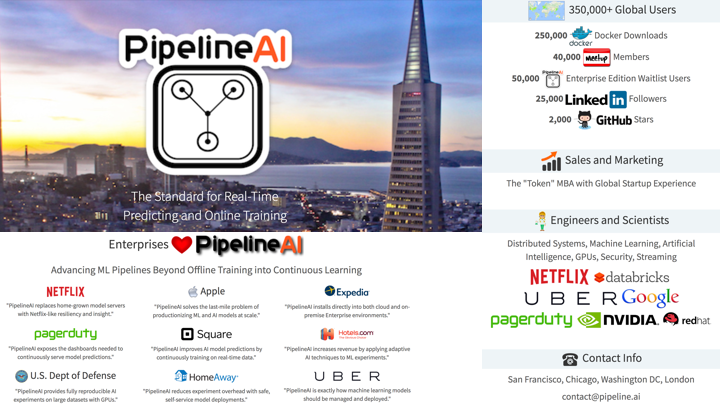 PipelineAI
The Standard for Real-Time
Predicting and Online Training
Enterprises PipelineAI
Advancing ML Pipelines Beyond Offline Training into Continuous Learning
NETFLIX
"PipelineAI replaces home-grown model servers
with Netflix-like resiliency and insight."
Apple
"PipelineAI solves the last-mile problem of
productionizing ML and AI models at scale."
Expedia
"PipelineAI installs directly into both cloud and on-
premise Enterprise environments."
pagerduty
"PipelineAI exposes the dashboards needed to
continuously serve model predictions."
Square
"PipelineAI improves AI model predictions by
continuously training on real-time data."
Hotels.com
"PipelineAI increases revenue by applying adaptive
AI techniques to ML experiments."
U.S. Dept of Defense
"PipelineAI provides fully reproducible AI
experiments on large datasets with GPUs."
HomeAway
"PipelineAI reduces experiment overhead with safe,
self-service model deployments."
UBER
"PipelineAI is exactly how machine learning models
should be managed and deployed."
350,000+ Global Users
250,000 docker Docker Downloads
40,000 Meetup Members
50,000 PipelineAI Enterprise Edition Waitlist Users
25,000 Linked in Followers
2,000 GitHub Stars
Sales and Marketing
The "Token" MBA with Global Startup Experience
Engineers and Scientists
Distributed Systems, Machine Learning, Artificial
Intelligence, GPUs, Security, Streaming
NETFLIX databricks
UBER Google
pagerduty NVIDIA. redhat.
Contact Info
San Francisco, Chicago, Washington DC, London
contact@pipeline.ai